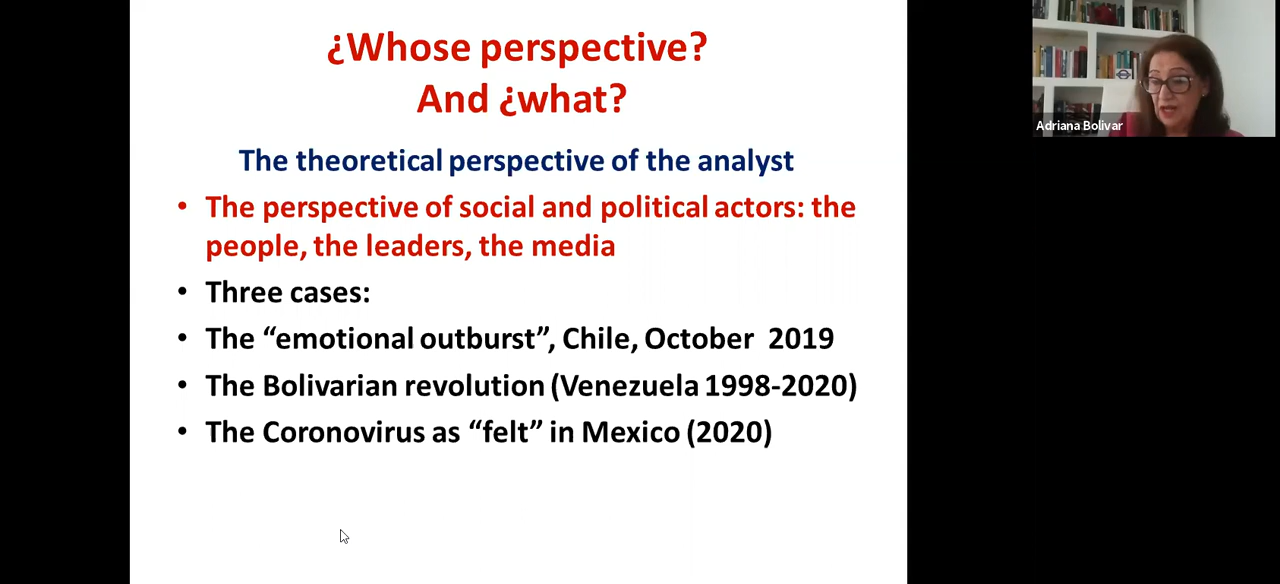 ¿Whose perspective?
And ¿what?
The theoretical perspective of the analyst
• The perspective of social and political actors: the
people, the leaders, the media
• Three cases:
• The “emotional outburst”, Chile, October 2019
• The Bolivarian revolution (Venezuela 1998-2020)
• The Coronovirus as “felt” in Mexico (2020)
Adriana Bolivar